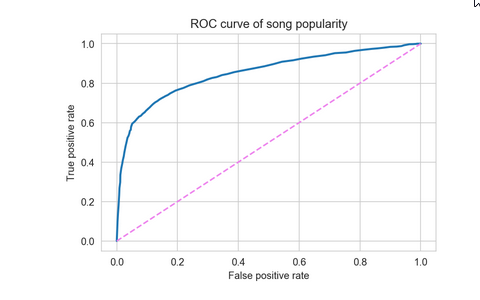 ROC curve of song popularity
1.0
0.8
0.6
0.4
0.2
0.0
True positive rate
0.0 0.2 0.4 0.6 0.8 1.0
False positive rate